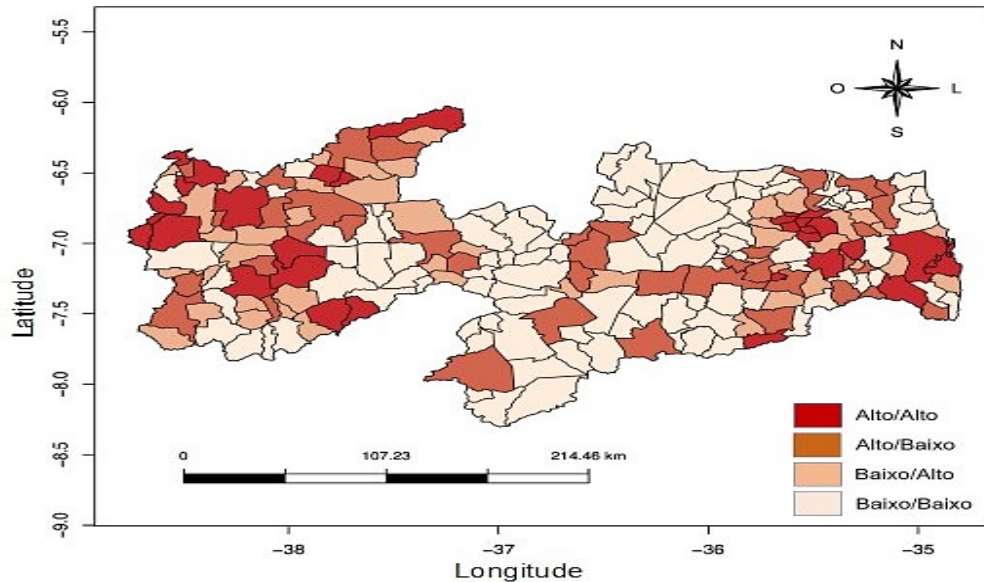 −5.5
−6.0
−6.5
−7.0
−7.5
−8.0
−8.5
−9.0
Latitude
N
O L
S
Alto/Alto
Alto/Baixo
Baixo/Alto
Baixo/Baixo
0 107.23 214.46 km
−38 −37 −36 −35
Longitude